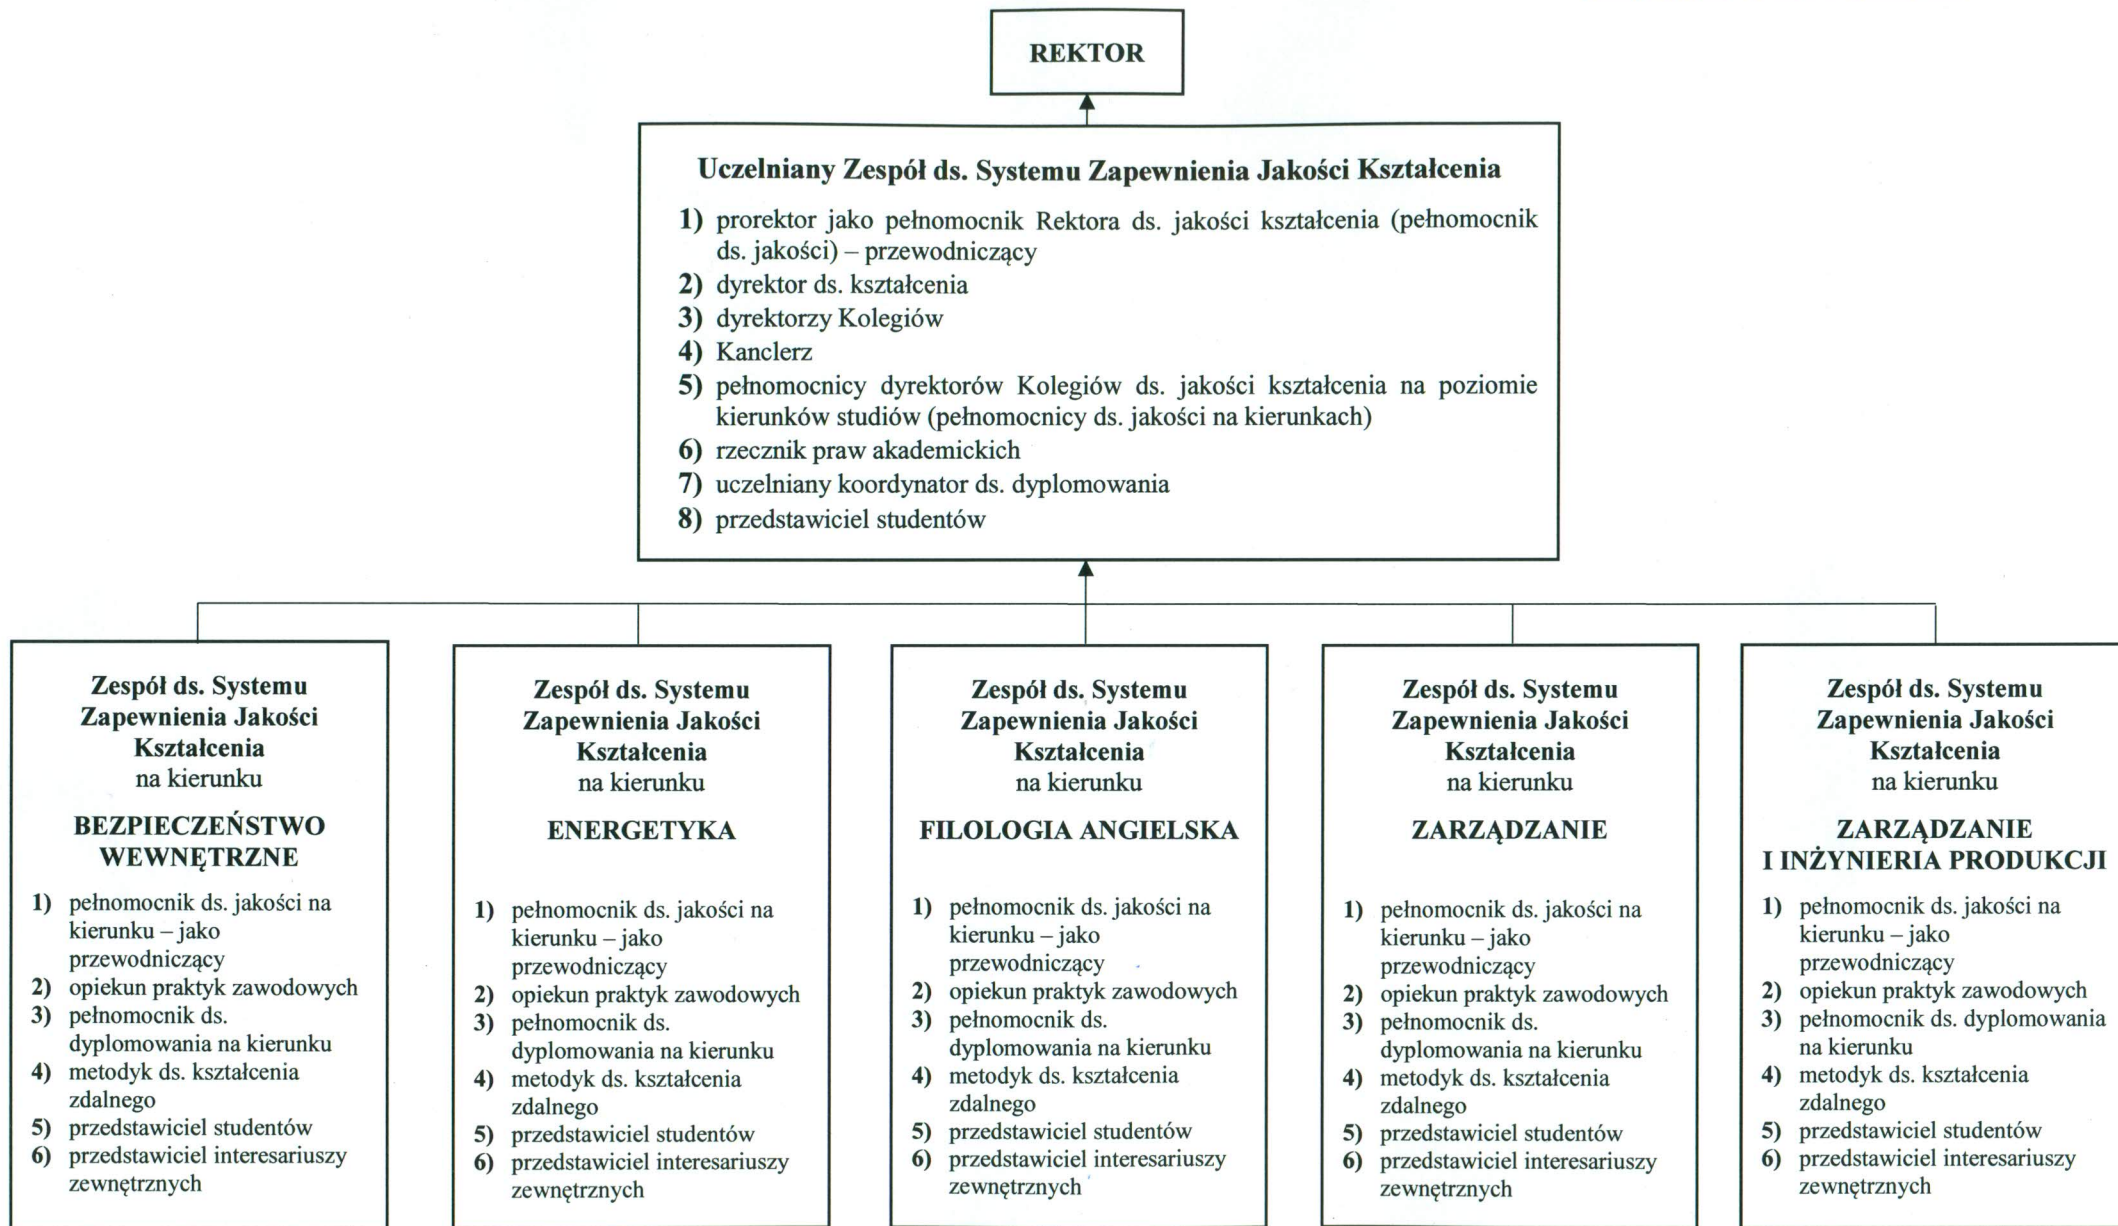 REKTOR
Uczelniany Zespół ds. Systemu Zapewnienia Jakości Kształcenia
1) prorektor jako pełnomocnik Rektora ds. jakości kształcenia (pełnomocnik
ds. jakości) – przewodniczący
2) dyrektor ds. kształcenia
3) dyrektorzy Kolegiów
4) Kanclerz
5) pełnomocnicy dyrektorów Kolegiów ds. jakości kształcenia na poziomie
kierunków studiów (pełnomocnicy ds. jakości na kierunkach)
6) rzecznik praw akademickich
7) uczelniany koordynator ds. dyplomowania
8) przedstawiciel studentów
Zespół ds. Systemu
Zapewnienia Jakości
Kształcenia
na kierunku
BEZPIECZEŃSTWO
WEWNĘTRZNE
1) pełnomocnik ds. jakości na
kierunku – jako
przewodniczący
2) opiekun praktyk zawodowych
3) pełnomocnik ds.
dyplomowania na kierunku
4) metodyk ds. kształcenia
zdalnego
5) przedstawiciel studentów
6) przedstawiciel interesariuszy
zewnętrznych
Zespół ds. Systemu
Zapewnienia Jakości
Kształcenia
na kierunku
ENERGETYKA
1) pełnomocnik ds. jakości na
kierunku – jako
przewodniczący
2) opiekun praktyk zawodowych
3) pełnomocnik ds.
dyplomowania na kierunku
4) metodyk ds. kształcenia
zdalnego
5) przedstawiciel studentów
6) przedstawiciel interesariuszy
zewnętrznych
Zespół ds. Systemu
Zapewnienia Jakości
Kształcenia
na kierunku
FILOLOGIA ANGIELSKA
1) pełnomocnik ds. jakości na
kierunku – jako
przewodniczący
2) opiekun praktyk zawodowych
3) pełnomocnik ds.
dyplomowania na kierunku
4) metodyk ds. kształcenia
zdalnego
5) przedstawiciel studentów
6) przedstawiciel interesariuszy
zewnętrznych
Zespół ds. Systemu
Zapewnienia Jakości
Kształcenia
na kierunku
ZARZĄDZANIE
1) pełnomocnik ds. jakości na
kierunku – jako
przewodniczący
2) opiekun praktyk zawodowych
3) pełnomocnik ds.
dyplomowania na kierunku
4) metodyk ds. kształcenia
zdalnego
5) przedstawiciel studentów
6) przedstawiciel interesariuszy
zewnętrznych
Zespół ds. Systemu
Zapewnienia Jakości
Kształcenia
na kierunku
ZARZĄDZANIE
I INŻYNIERIA PRODUKCJI
1) pełnomocnik ds. jakości na
kierunku – jako
przewodniczący
2) opiekun praktyk zawodowych
3) pełnomocnik ds. dyplomowania
na kierunku
4) metodyk ds. kształcenia
zdalnego
5) przedstawiciel studentów
6) przedstawiciel interesariuszy
zewnętrznych